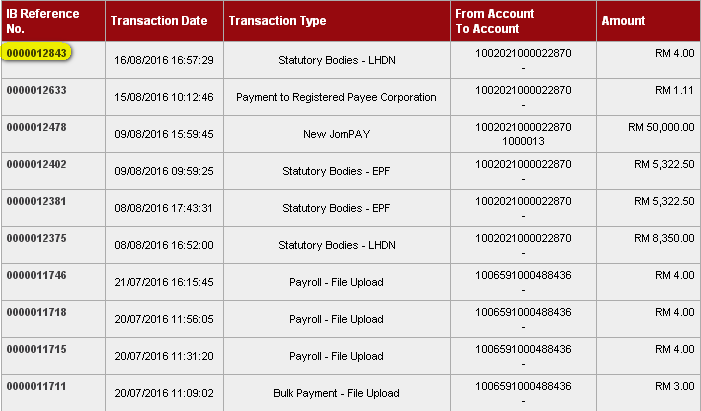 IB Reference No. Transaction Date Transaction Type From Account To Account Amount
0000012843 16/08/2016 16:57:29 Statutory Bodies - LHDN 1002021000022870 - RM 4.00
0000012633 15/08/2016 10:12:46 Payment to Registered Payee Corporation 1002021000022870 - RM 1.11
0000012478 09/08/2016 15:59:45 New JomPAY 1002021000022870 1000013 RM 50,000.00
0000012402 09/08/2016 09:59:25 Statutory Bodies - EPF 1002021000022870 - RM 5,322.50
0000012381 08/08/2016 17:43:31 Statutory Bodies - EPF 1002021000022870 - RM 5,322.50
0000012375 08/08/2016 16:52:00 Statutory Bodies - LHDN 1002021000022870 - RM 8,350.00
0000011746 21/07/2016 16:15:45 Payroll - File Upload 1006591000488436 - RM 4.00
0000011718 20/07/2016 11:56:05 Payroll - File Upload 1006591000488436 - RM 4.00
0000011715 20/07/2016 11:31:20 Payroll - File Upload 1006591000488436 - RM 4.00
0000011711 20/07/2016 11:09:02 Bulk Payment - File Upload 1006591000488436 - RM 3.00